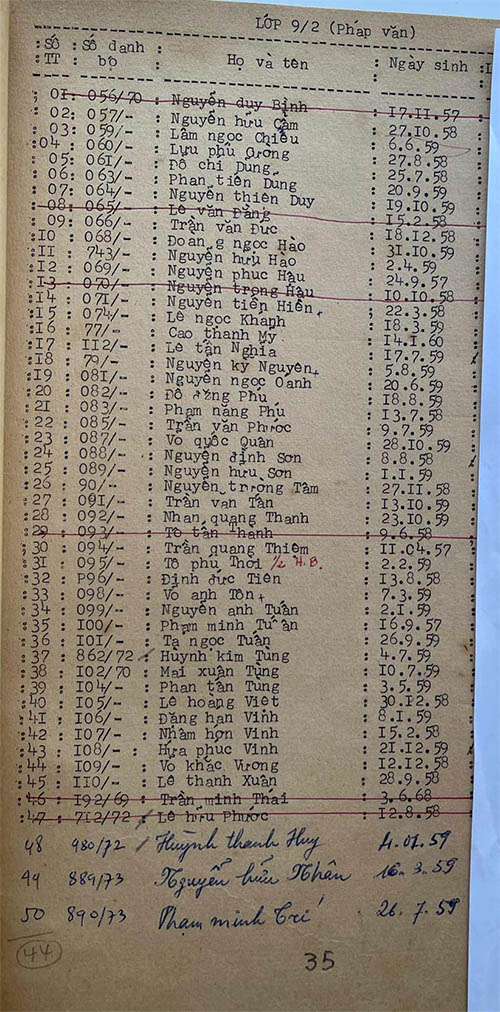 LỚP 9/2 (Pháp văn)
:Số : Số danh : Họ và tên : Ngày sinh :
:TT : bộ
: 01: 056/70 : Nguyễn duy Bình : 17.11.57
: 02: 057/- : Nguyễn hữu Cầm : 27.10.58
: 03: 059/- : Lâm ngọc Chiểu : 6.6.59
:04 : 060/- : Lưu phú Cương : 27.8.58
: 05: 061/- : Đỗ chí Dũng : 25.7.58
: 06: 063/- : Phan tiến Dũng : 20.9.59
: 07: 064/- : Nguyễn thiên Duy : 19.10.59
: 08: 065/- : Lê văn Đăng : 15.2.58
: 09: 066/- : Trần văn Đức : 18.12.58
:10 : 068/- : Đoàn g ngọc Hào : 31.10.59
:11 : 743/- : Nguyễn hữu Hào : 2.4.59
:12 : 069/- : Nguyễn phúc Hậu : 24.9.57
:13 : 070/- : Nguyễn trọng Hậu : 10.10.58
:14 : 071/- : Nguyễn tiến Hiển : 22.3.58
:15 : 074/- : Lê ngọc Khanh : 18.3.59
:16 : 77/- : Cao thanh Mỹ : 14.1.60
:17 : 112/- : Lê tấn Nghĩa : 17.7.59
:18 : 79/- : Nguyễn kỳ Nguyên+ : 5.8.59
:19 : 081/- : Nguyễn ngọc Oanh : 20.6.59
:20 : 082/- : Đỗ đăng Phú : 18.8.59
:21 : 083/- : Phạm năng Phú : 13.7.58
:22 : 085/- : Trần văn Phước : 9.7.59
:23 : 087/- : Võ quốc Quân : 28.10.59
:24 : 088/- : Nguyễn định Sơn : 8.8.58
:25 : 089/- : Nguyễn hữu Sơn : 1.1.59
:26 : 90/- : Nguyễn trường Tâm : 27.11.58
:27 : 091/- : Trần văn Tấn : 13.10.59
:28 : 092/- : Nhan quang Thanh : 23.10.59
:29 : 093/- : Tô tấn Thanh : 9.6.58
:30 : 094/- : Trần quang Thiêm : 11.04.57
:31 : 095/- : Tô phú Thời 1/2 H.B. : 2.2.59
:32 : P96/- : Định đức Tiến : 13.8.58
:33 : 098/- : Võ anh Tôn+ : 7.3.59
:34 : 099/- : Nguyễn anh Tuấn : 2.1.59
:35 : 100/- : Phạm minh Tuấn : 16.9.57
:36 : 101/- : Tạ ngọc Tuấn : 26.9.59
:37 : 862/72 : Huỳnh kim Tùng : 4.7.59
:38 : 102/70 : Mai xuân Tùng : 10.7.59
:39 : 104/- : Phan tấn Tùng : 3.5.59
:40 : 105/- : Lê hoàng Việt : 30.12.58
:41 : 106/- : Đặng hán Vinh : 8.1.59
:42 : 107/- : Nhâm hớn Vinh : 15.2.58
:43 : 108/- : Hứa phúc Vinh : 21.12.59
:44 : 109/- : Võ khắc Vương : 12.12.58
:45 : 110/- : Lê thanh Xuân : 28.9.58
:46 : 192/69 : Trần minh Thái : 3.6.68
:47 : 712/72 : Lê hữu Phước : 12.8.58
48 980/72 Huỳnh thanh Huy 4.01.59
49 889/73 Nguyễn hữu Nhân 16.3.59
50 890/73 Phạm minh Trí 26.7.59
44
35